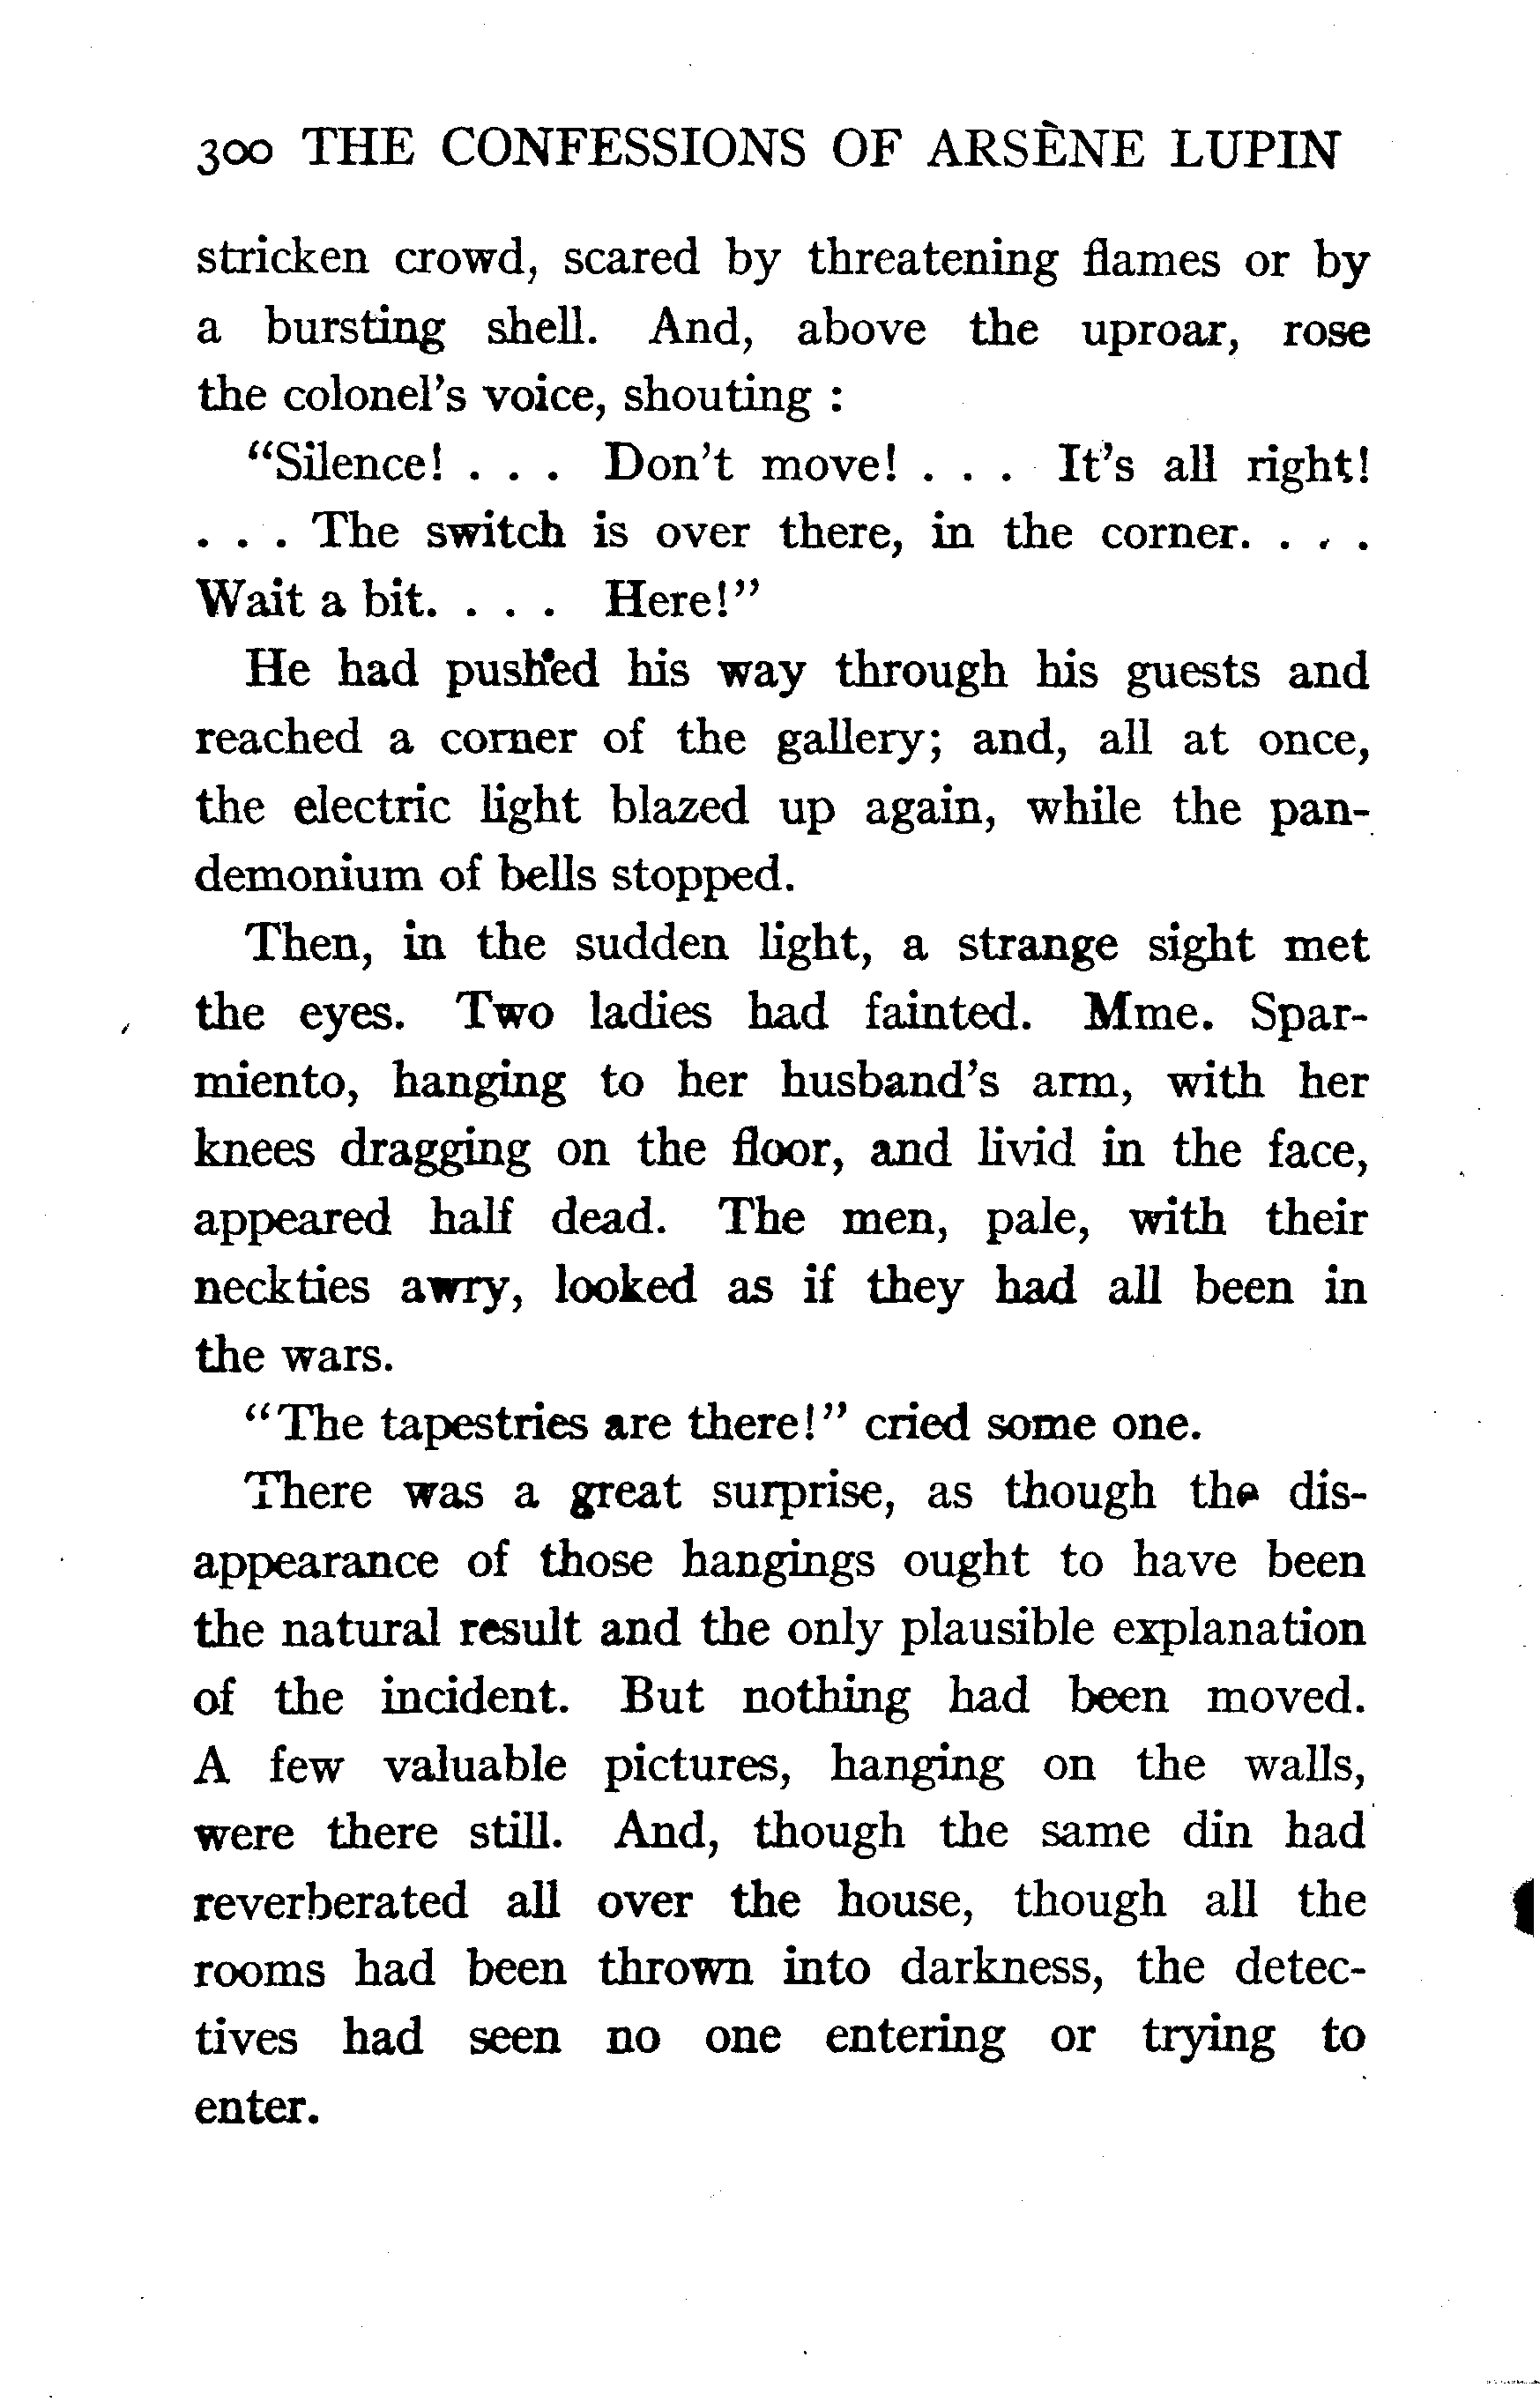 300 THE CONFESSIONS OF ARSÈNE LUPIN
stricken crowd, scared by threatening flames or by
a bursting shell. And, above the uproar, rose
the colonel's voice, shouting :
"Silence! . . . Don't move! . . . It's all right!
. . . The switch is over there, in the corner. . . .
Wait a bit. . . . Here!"
He had pushed his way through his guests and
reached a corner of the gallery; and, all at once,
the electric light blazed up again, while the pan-
demonium of bells stopped.
Then, in the sudden light, a strange sight met
the eyes. Two ladies had fainted. Mme. Spar-
miento, hanging to her husband's arm, with her
knees dragging on the floor, and livid in the face,
appeared half dead. The men, pale, with their
neckties awry, looked as if they had all been in
the wars.
"The tapestries are there!" cried some one.
There was a great surprise, as though the dis-
appearance of those hangings ought to have been
the natural result and the only plausible explanation
of the incident. But nothing had been moved.
A few valuable pictures, hanging on the walls,
were there still. And, though the same din had
reverberated all over the house, though all the
rooms had been thrown into darkness, the detec-
tives had seen no one entering or trying to
enter.